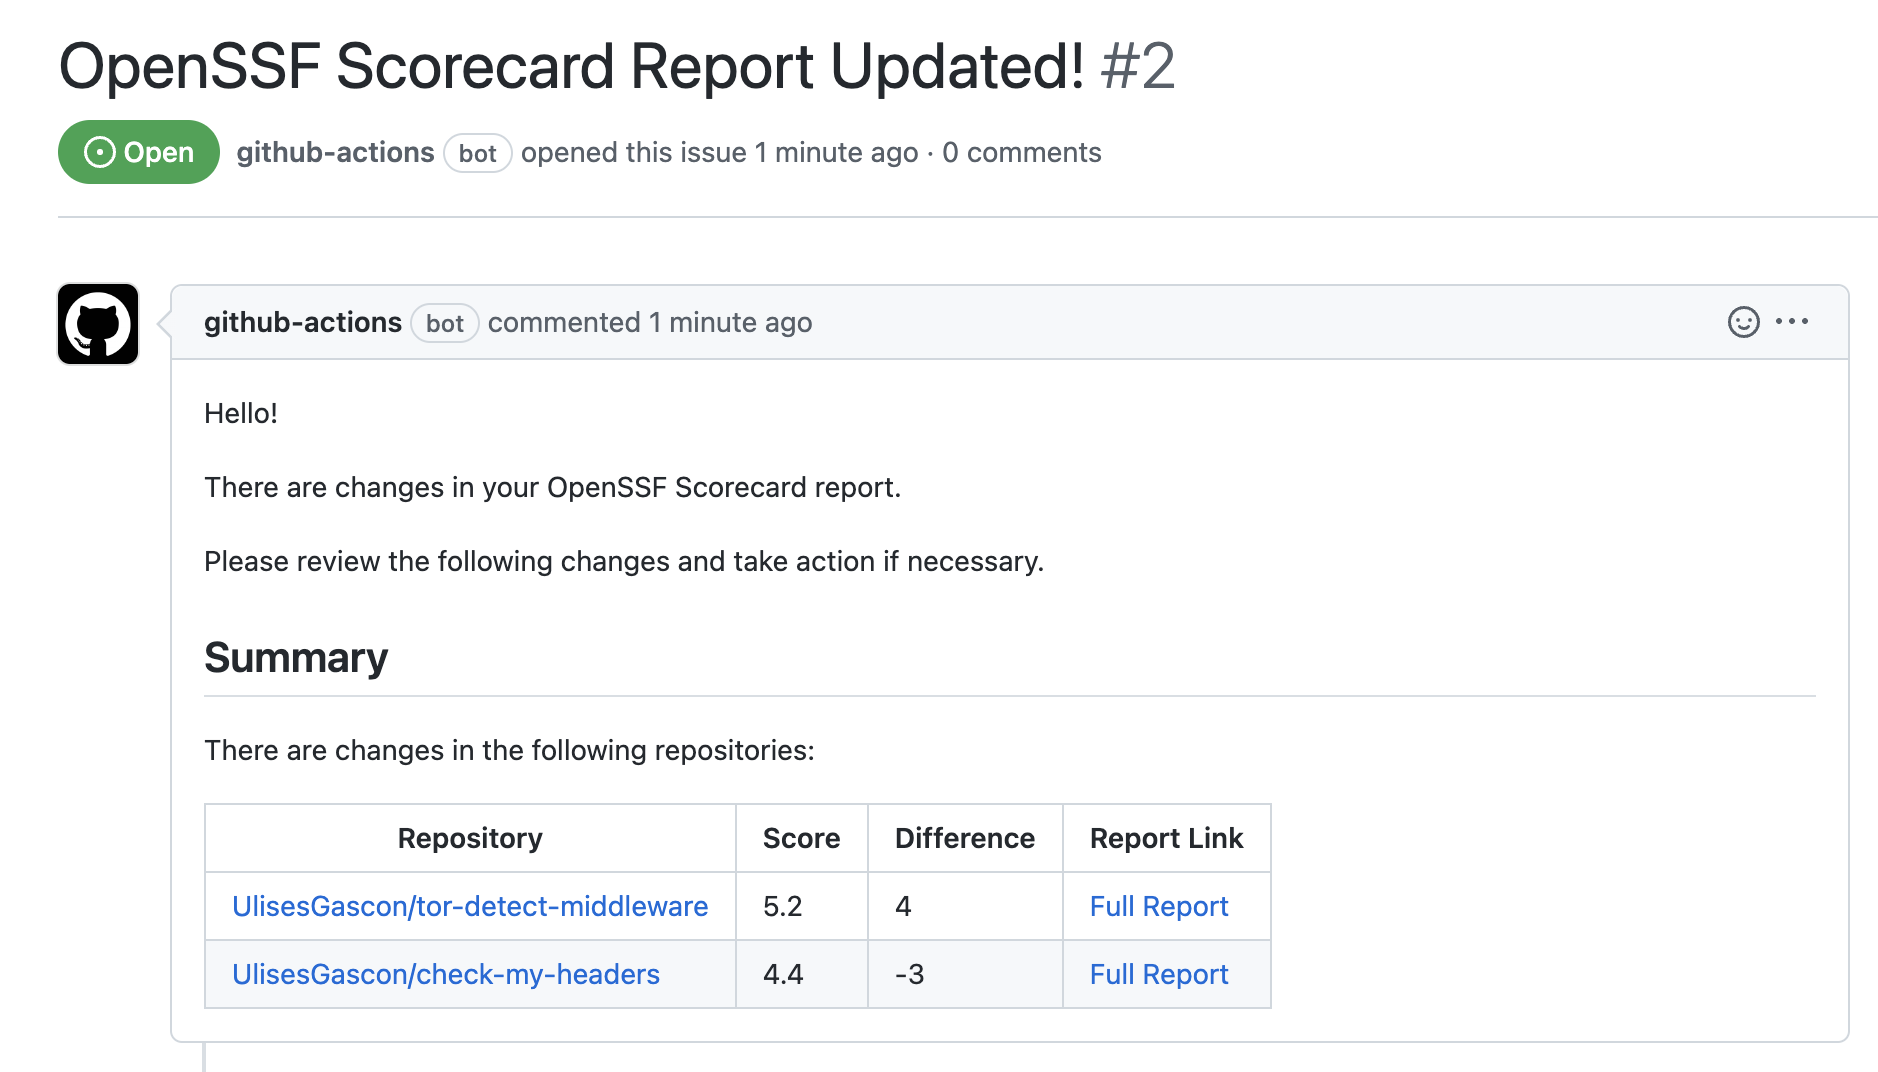 OpenSSF Scorecard Report Updated! #2
Open github-actions bot opened this issue 1 minute ago · 0 comments
github-actions bot commented 1 minute ago
Hello!
There are changes in your OpenSSF Scorecard report.
Please review the following changes and take action if necessary.
Summary
There are changes in the following repositories:
Repository Score Difference Report Link
UlisesGascon/tor-detect-middleware 5.2 4 Full Report
UlisesGascon/check-my-headers 4.4 -3 Full Report